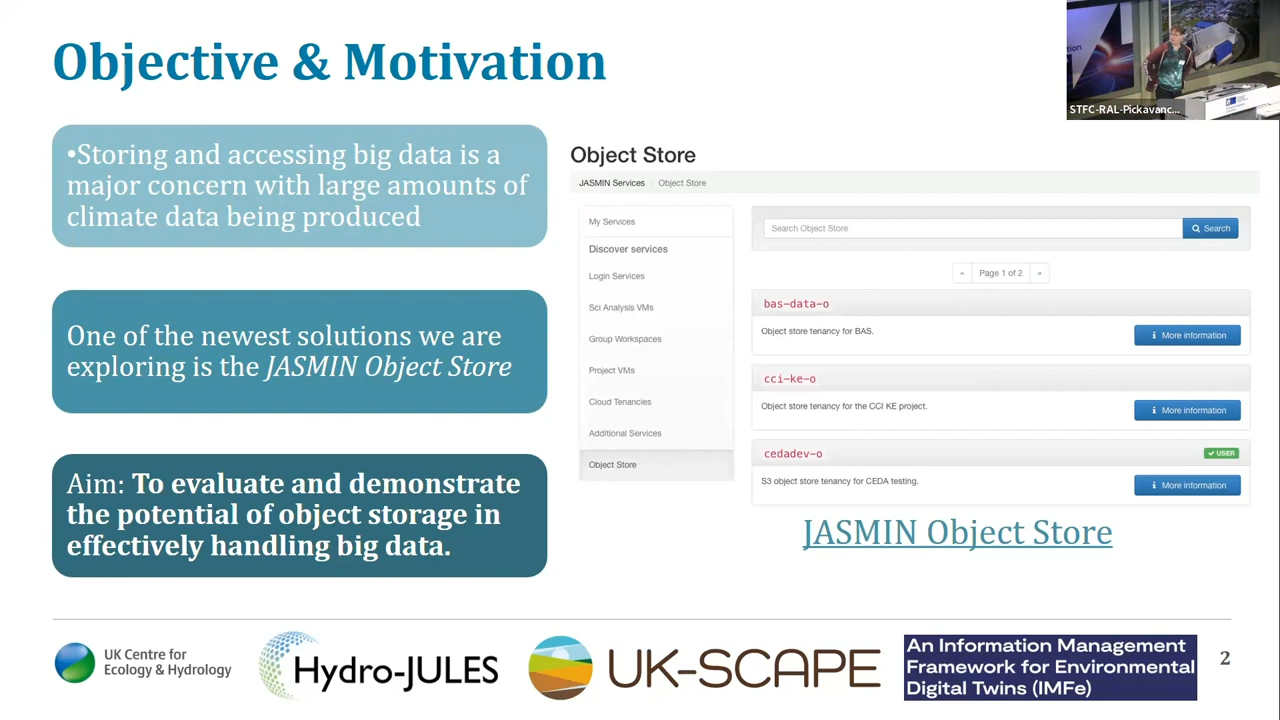 Objective & Motivation
•Storing and accessing big data is a
major concern with large amounts of
climate data being produced
One of the newest solutions we are
exploring is the JASMIN Object Store
Aim: To evaluate and demonstrate
the potential of object storage in
effectively handling big data.
STFC-RAL-Pickavanc...
Object Store
JASMIN Services / Object Store
My Services
Discover services
Login Services
Sci Analysis VMs
Group Workspaces
Project VMs
Cloud Tenancies
Additional Services
Object Store
Search Object Store
Search
« Page 1 of 2 »
bas-data-o
Object store tenancy for BAS.
More information
cci-ke-o
Object store tenancy for the CCI KE project.
More information
cedadev-o
USER
S3 object store tenancy for CEDA testing.
More information
JASMIN Object Store
UK Centre for
Ecology & Hydrology
Hydro-JULES
UK-SCAPE
An Information Management
Framework for Environmental
Digital Twins (IMFe)
2